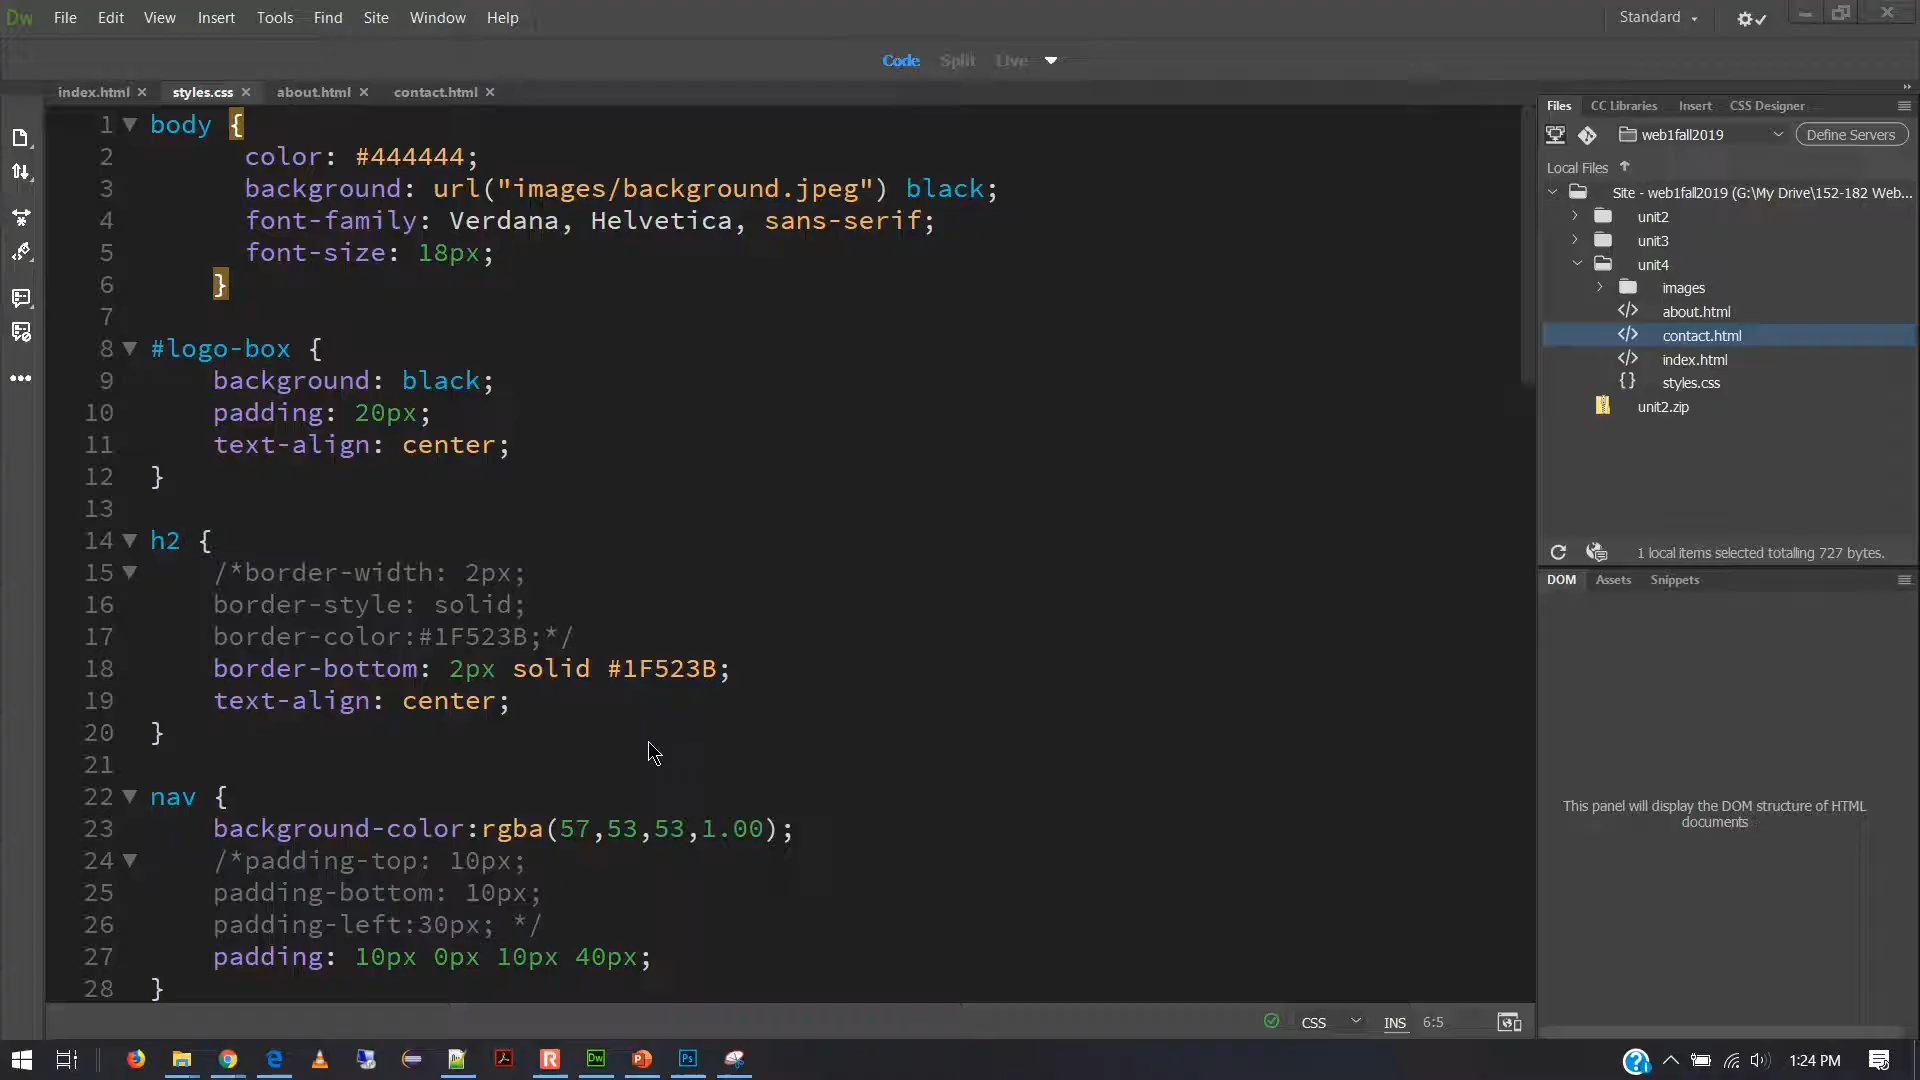 Dw File Edit View Insert Tools Find Site Window Help
Standard
Code Split Live
index.html styles.css about.html contact.html
1 body {
2 color: #444444;
3 background: url("images/background.jpeg") black;
4 font-family: Verdana, Helvetica, sans-serif;
5 font-size: 18px;
6 }
7
8 #logo-box {
9 background: black;
10 padding: 20px;
11 text-align: center;
12 }
13
14 h2 {
15 /*border-width: 2px;
16 border-style: solid;
17 border-color:#1F523B;*/
18 border-bottom: 2px solid #1F523B;
19 text-align: center;
20 }
21
22 nav {
23 background-color:rgba(57,53,53,1.00);
24 /*padding-top: 10px;
25 padding-bottom: 10px;
26 padding-left:30px; */
27 padding: 10px 0px 10px 40px;
28 }
CSS INS 6:5
Files CC Libraries Insert CSS Designer
web1fall2019 Define Servers
Local Files
Site - web1fall2019 (G:\My Drive\152-182 Web...
unit2
unit3
unit4
images
about.html
contact.html
index.html
styles.css
unit2.zip
1 local items selected totalling 727 bytes.
DOM Assets Snippets
This panel will display the DOM structure of HTML
documents
1:24 PM